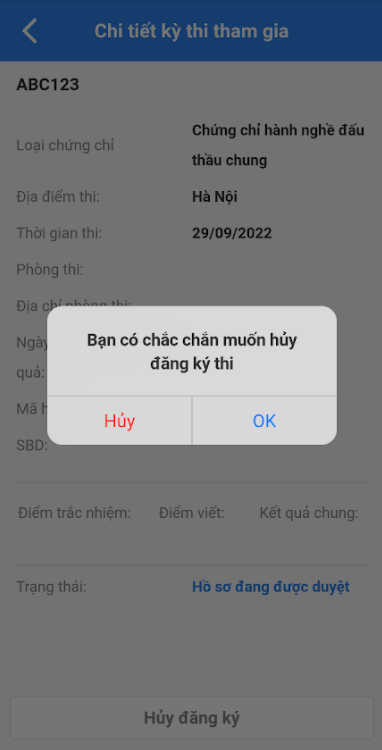 Chi tiết kỳ thi tham gia
ABC123
Loại chứng chỉ
Chứng chỉ hành nghề đấu
thầu chung
Địa điểm thi: Hà Nội
Thời gian thi: 29/09/2022
Phòng thi:
Địa chỉ phòng thi:
Ngày
quả:
Bạn có chắc chắn muốn hủy
đăng ký thi
Hủy OK
Mã
SBD:
Điểm trắc nhiệm: Điểm viết: Kết quả chung:
Trạng thái: Hồ sơ đang được duyệt
Hủy đăng ký